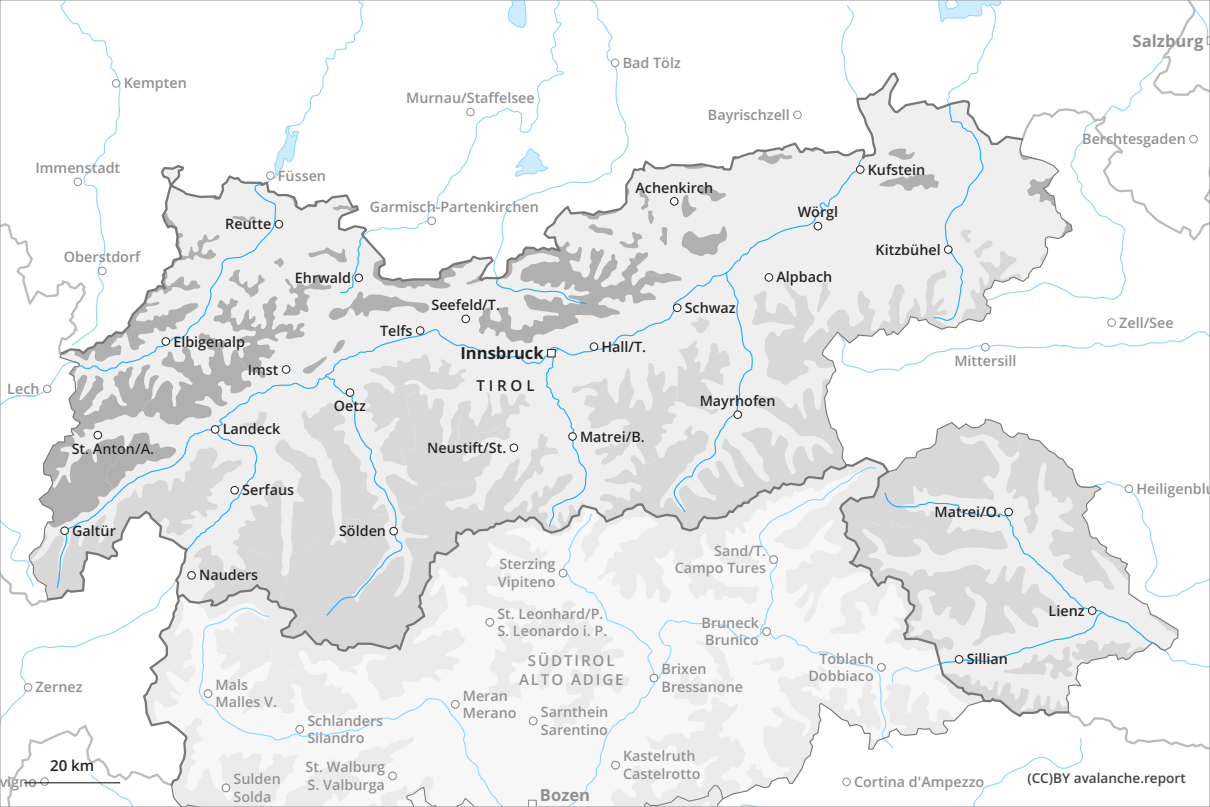 Salzburg
Bad Tölz
Kempten
Murnau/Staffelsee
Bayrischzell
Berchtesgaden
Immenstadt
Füssen
Kufstein
Achenkirch
Garmisch-Partenkirchen
Wörgl
Reutte
Kitzbühel
Oberstdorf
Ehrwald
Alpbach
Seefeld/T.
Schwaz
Zell/See
Telfs
Elbigenalp
Innsbruck
Hall/T.
Mittersill
Imst
TIROL
Lech
Oetz
Mayrhofen
Landeck
Matrei/B.
St. Anton/A.
Neustift/St.
Serfaus
Heiligenblu
Matrei/O.
Galtür
Sölden
Sand/T.
Campo Tures
Sterzing
Vipiteno
Nauders
Lienz
St. Leonhard/P.
S. Leonardo i. P.
Bruneck
Brunico
SÜDTIROL
ALTO ADIGE
Toblach
Dobbiaco
Sillian
Brixen
Bressanone
Zernez
Mals
Malles V.
Meran
Merano
Sarnthein
Sarentino
Schlanders
Silandro
Kastelruth
Castelrotto
St. Walburg
S. Valburga
20 km
vigno
Sulden
Solda
Cortina d'Ampezzo
(CC)BY avalanche.report
Bozen